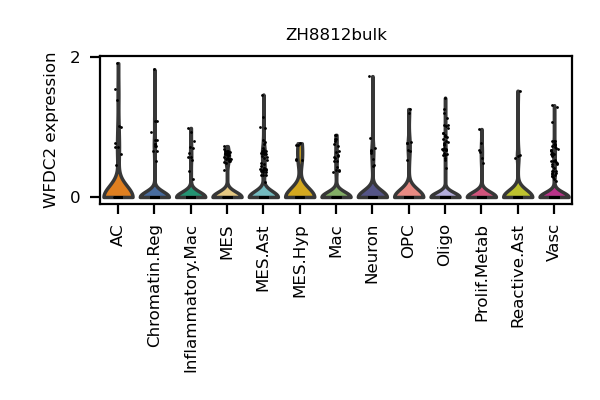 ZH8812bulk
WFDC2 expression
2
0
AC
Chromatin.Reg
Inflammatory.Mac
MES
MES.Ast
MES.Hyp
Mac
Neuron
OPC
Oligo
Prolif.Metab
Reactive.Ast
Vasc